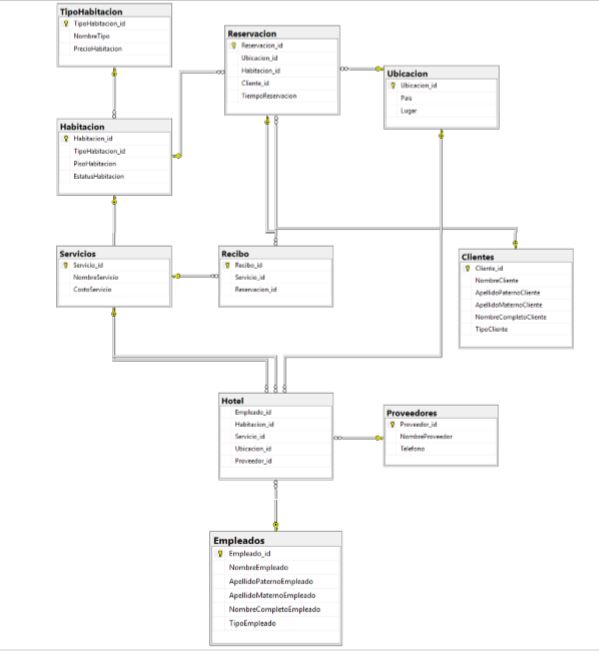 TipoHabitacion
TipoHabitacion_id
NombreTipo
PrecioHabitacion
Reservacion
Reservacion_id
Ubicacion_id
Habitacion_id
Cliente_id
TiempoReservacion
Ubicacion
Ubicacion_id
Pais
Lugar
Habitacion
Habitacion_id
TipoHabitacion_id
PisoHabitacion
EstatusHabitacion
Servicios
Servicio_id
NombreServicio
CostoServicio
Recibo
Recibo_id
Servicio_id
Reservacion_id
Clientes
Cliente_id
NombreCliente
ApellidoPaternoCliente
ApellidoMaternoCliente
NombreCompletoCliente
TipoCliente
Hotel
Empleado_id
Habitacion_id
Servicio_id
Ubicacion_id
Proveedor_id
Proveedores
Proveedor_id
NombreProveedor
Telefono
Empleados
Empleado_id
NombreEmpleado
ApellidoPaternoEmpleado
ApellidoMaternoEmpleado
NombreCompletoEmpleado
TipoEmpleado